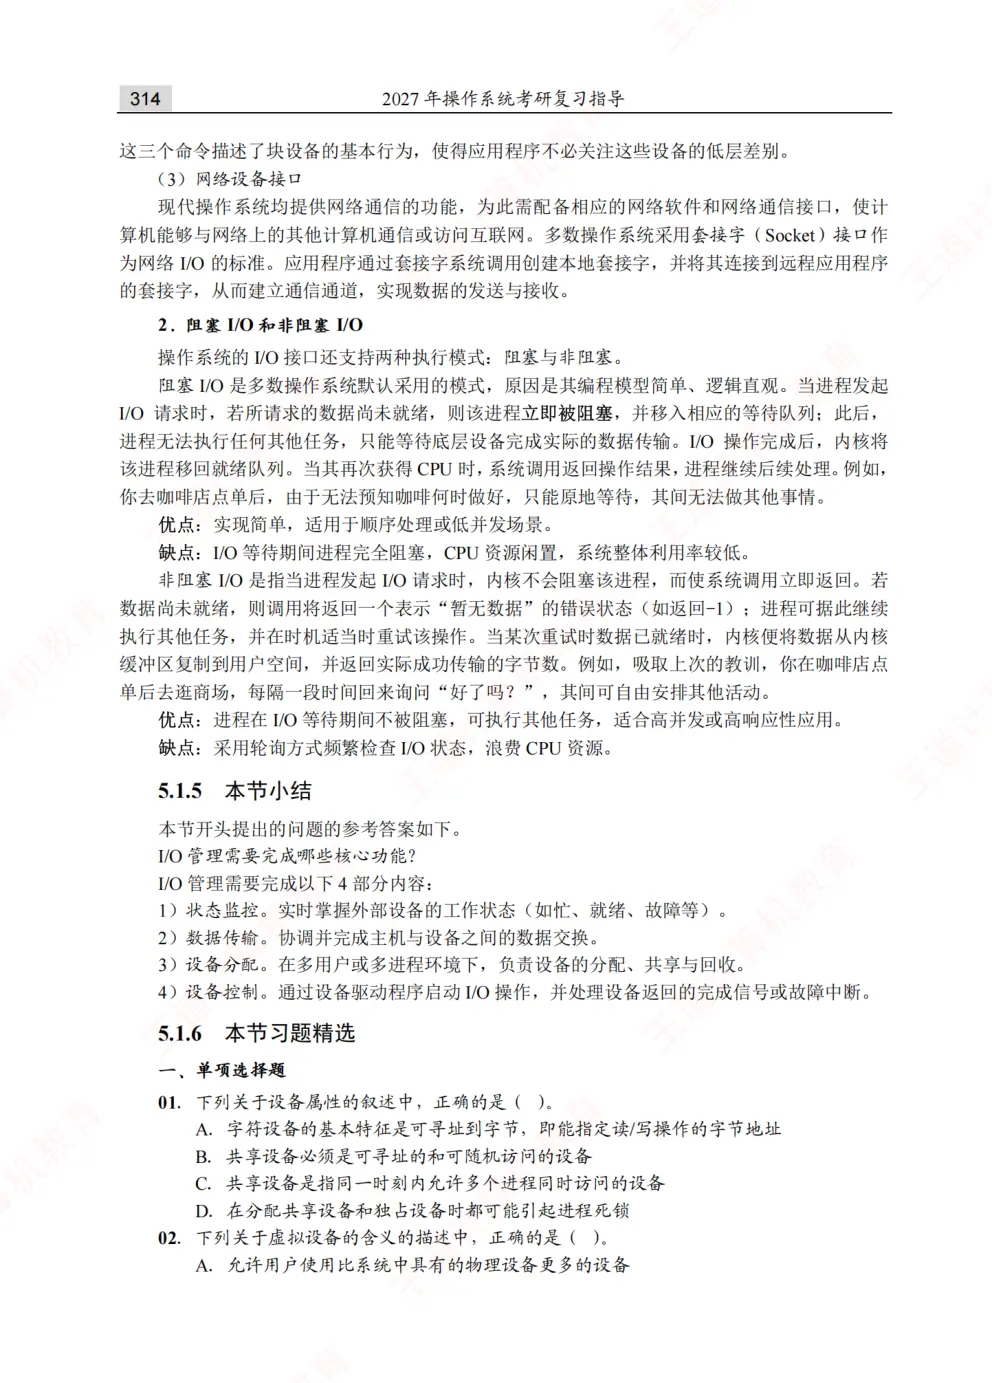 314
2027 年操作系统考研复习指导
这三个命令描述了块设备的基本行为，使得应用程序不必关注这些设备的低层差别。
（3）网络设备接口
现代操作系统均提供网络通信的功能，为此需配备相应的网络软件和网络通信接口，使计
算机能够与网络上的其他计算机通信或访问互联网。多数操作系统采用套接字（Socket）接口作
为网络 I/O 的标准。应用程序通过套接字系统调用创建本地套接字，并将其连接到远程应用程序
的套接字，从而建立通信通道，实现数据的发送与接收。
2．阻塞 I/O 和非阻塞 I/O
操作系统的 I/O 接口还支持两种执行模式：阻塞与非阻塞。
阻塞 I/O 是多数操作系统默认采用的模式，原因是其编程模型简单、逻辑直观。当进程发起
I/O 请求时，若所请求的数据尚未就绪，则该进程立即被阻塞，并移入相应的等待队列；此后，
进程无法执行任何其他任务，只能等待底层设备完成实际的数据传输。I/O 操作完成后，内核将
该进程移回就绪队列。当其再次获得 CPU 时，系统调用返回操作结果，进程继续后续处理。例如，
你去咖啡店点单后，由于无法预知咖啡何时做好，只能原地等待，其间无法做其他事情。
优点：实现简单，适用于顺序处理或低并发场景。
缺点：I/O 等待期间进程完全阻塞，CPU 资源闲置，系统整体利用率较低。
非阻塞 I/O 是指当进程发起 I/O 请求时，内核不会阻塞该进程，而使系统调用立即返回。若
数据尚未就绪，则调用将返回一个表示“暂无数据”的错误状态（如返回-1）；进程可据此继续
执行其他任务，并在时机适当时重试该操作。当某次重试时数据已就绪时，内核便将数据从内核
缓冲区复制到用户空间，并返回实际成功传输的字节数。例如，吸取上次的教训，你在咖啡店点
单后去逛商场，每隔一段时间回来询问“好了吗？”，其间可自由安排其他活动。
优点：进程在 I/O 等待期间不被阻塞，可执行其他任务，适合高并发或高响应性应用。
缺点：采用轮询方式频繁检查 I/O 状态，浪费 CPU 资源。
5.1.5 本节小结
本节开头提出的问题的参考答案如下。
I/O 管理需要完成哪些核心功能？
I/O 管理需要完成以下 4 部分内容：
1）状态监控。实时掌握外部设备的工作状态（如忙、就绪、故障等）。
2）数据传输。协调并完成主机与设备之间的数据交换。
3）设备分配。在多用户或多进程环境下，负责设备的分配、共享与回收。
4）设备控制。通过设备驱动程序启动 I/O 操作，并处理设备返回的完成信号或故障中断。
5.1.6 本节习题精选
一、单项选择题
01. 下列关于设备属性的叙述中，正确的是（ ）。
A. 字符设备的基本特征是可寻址到字节，即能指定读/写操作的字节地址
B. 共享设备必须是可寻址的和可随机访问的设备
C. 共享设备是指同一时刻内允许多个进程同时访问的设备
D. 在分配共享设备和独占设备时都可能引起进程死锁
02. 下列关于虚拟设备的含义的描述中，正确的是（ ）。
A. 允许用户使用比系统中具有的物理设备更多的设备